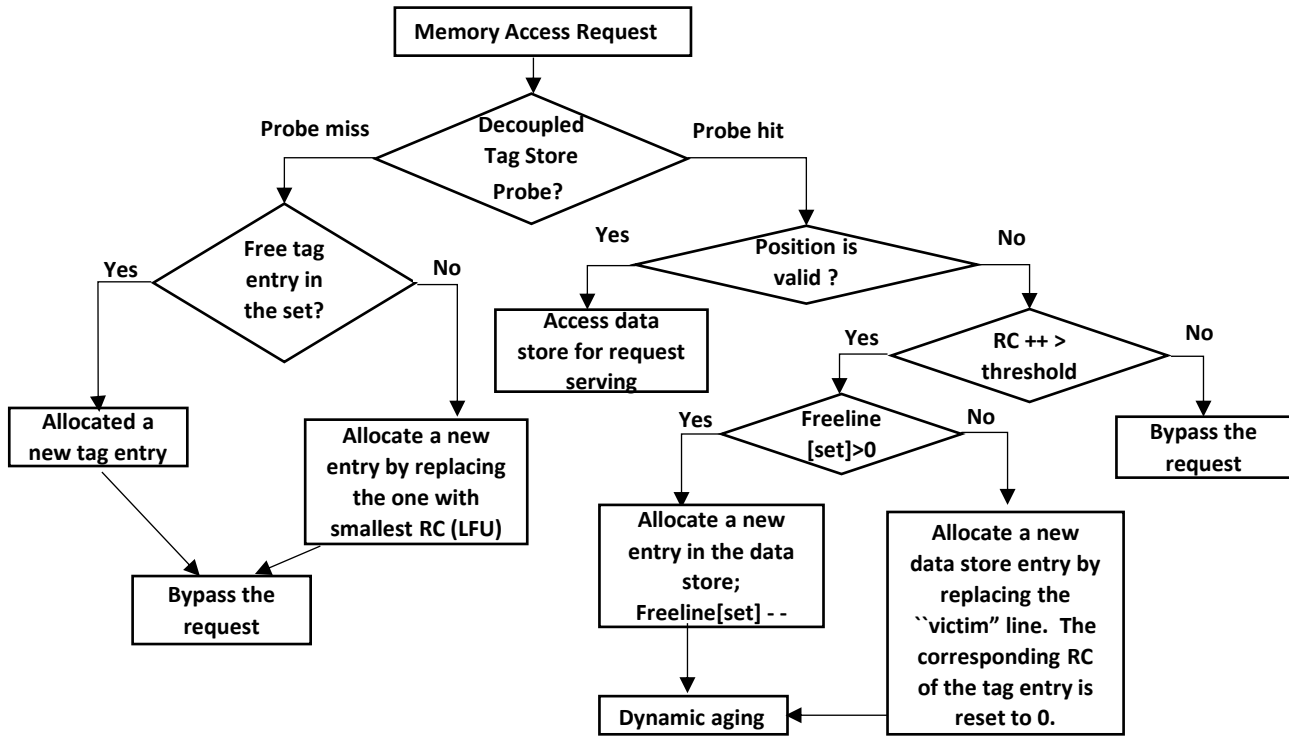 Memory Access Request
Probe miss
Decoupled
Tag Store
Probe?
Probe hit
Free tag
entry in
the set?
Yes
No
Yes
Position is
valid ?
No
Access data
store for request
serving
Yes
RC ++ >
threshold
No
Allocated a
new tag entry
Allocate a new
entry by replacing
the one with
smallest RC (LFU)
Yes
Freeline
[set]>0
No
Bypass the
request
Allocate a new
entry in the data
store;
Freeline[set] - -
Allocate a new
data store entry by
replacing the
``victim” line. The
corresponding RC
of the tag entry is
reset to 0.
Bypass the
request
Dynamic aging